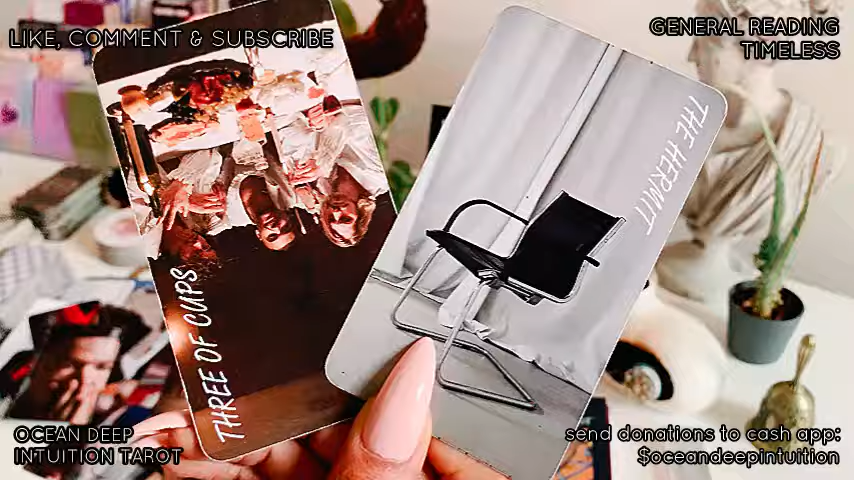 LIKE, COMMENT & SUBSCRIBE
GENERAL READING
TIMELESS
THE HERMIT
THREE OF CUPS
OCEAN DEEP
INTUITION TAROT
send donations to cash app:
$oceandeepintuition